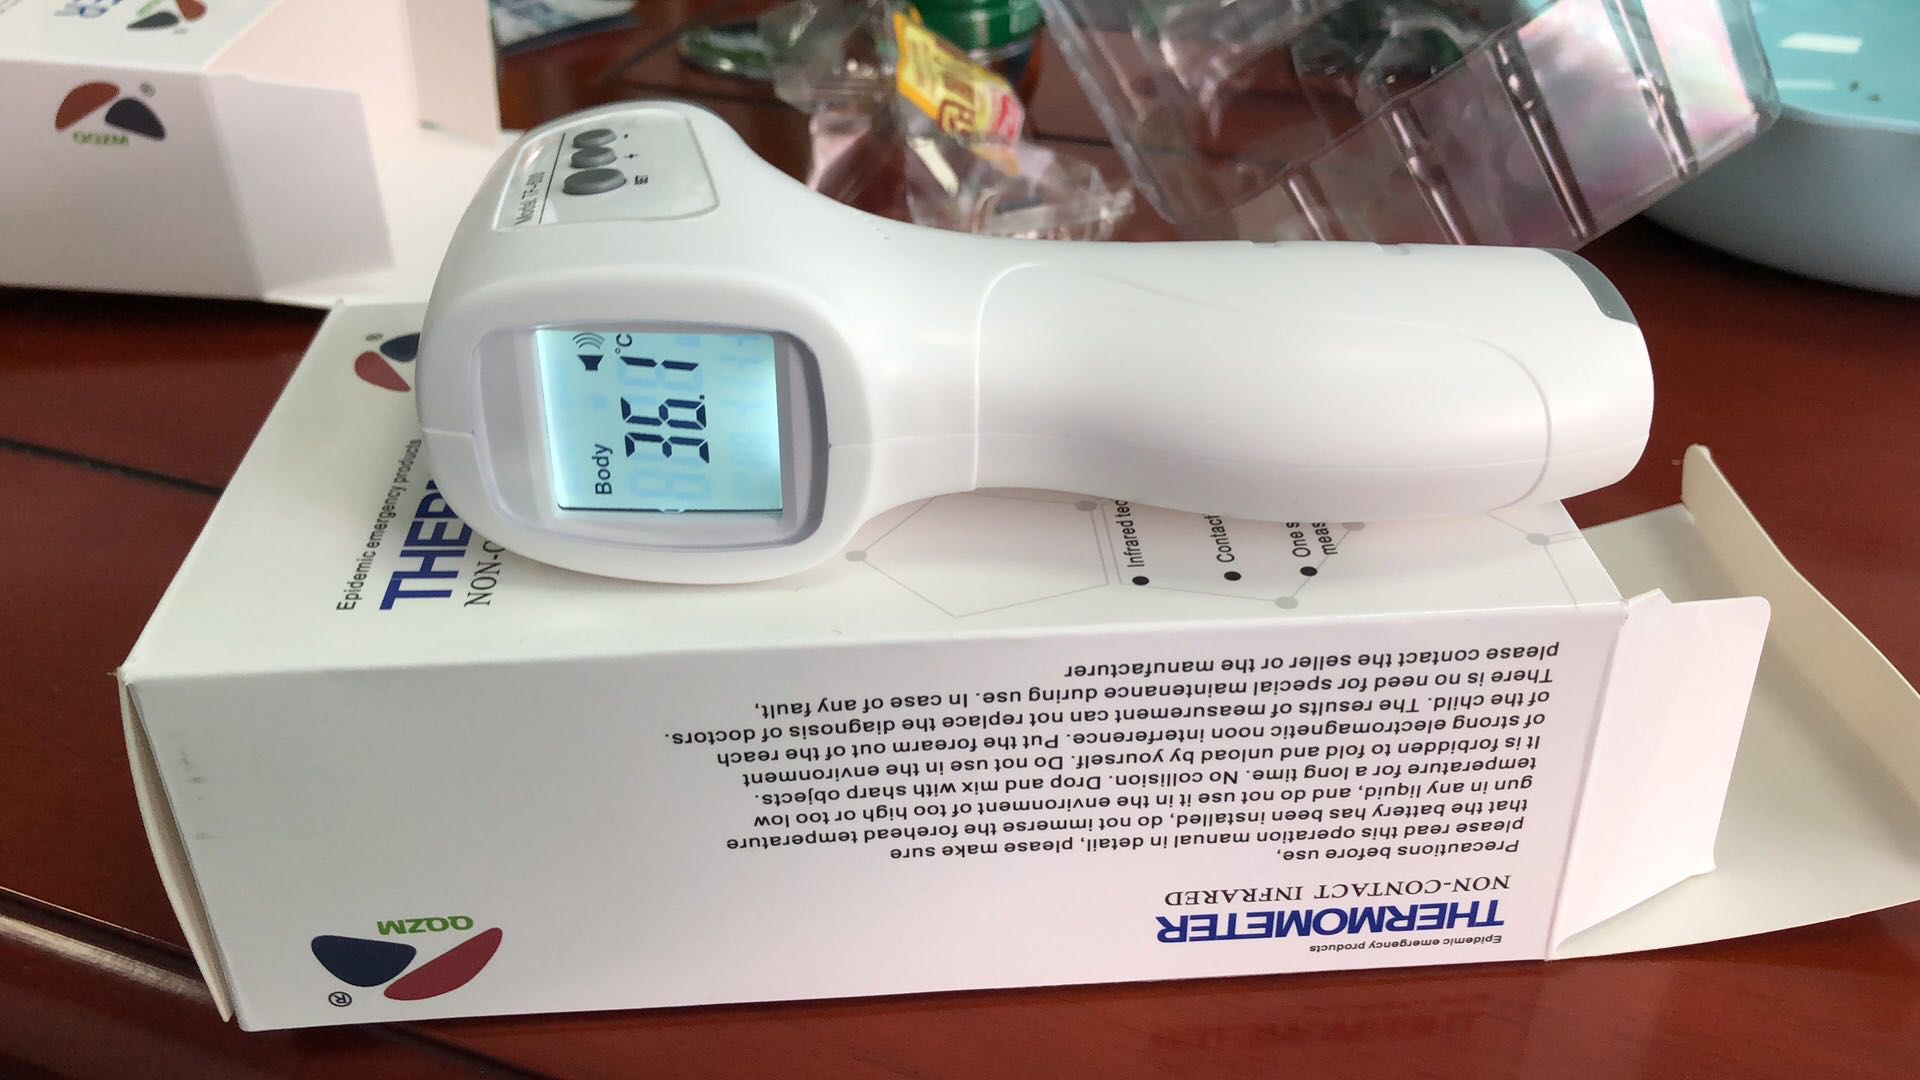 QQZM
®
Model:TF-600
SET
+
-
Body
36.1
°C
®
Epidemic emergency products
Infrared
Contact
One
Epidemic emergency products
THERMOMETER
NON-CONTACT INFRARED
Precautions before use,
please read this operation manual in detail, please make sure
that the battery has been installed, do not immerse the forehead temperature
gun in any liquid, and do not use it in the environment of too high or too low
temperature for a long time. No collision. Drop and mix with sharp objects.
It is forbidden to fold and unload by yourself. Do not use in the environment
of strong electromagnetic noon interference. Put the forearm out of the reach
of the child. The results of measurement can not replace the diagnosis of doctors.
There is no need for special maintenance during use. In case of any fault,
please contact the seller or the manufacturer
QQZM
®